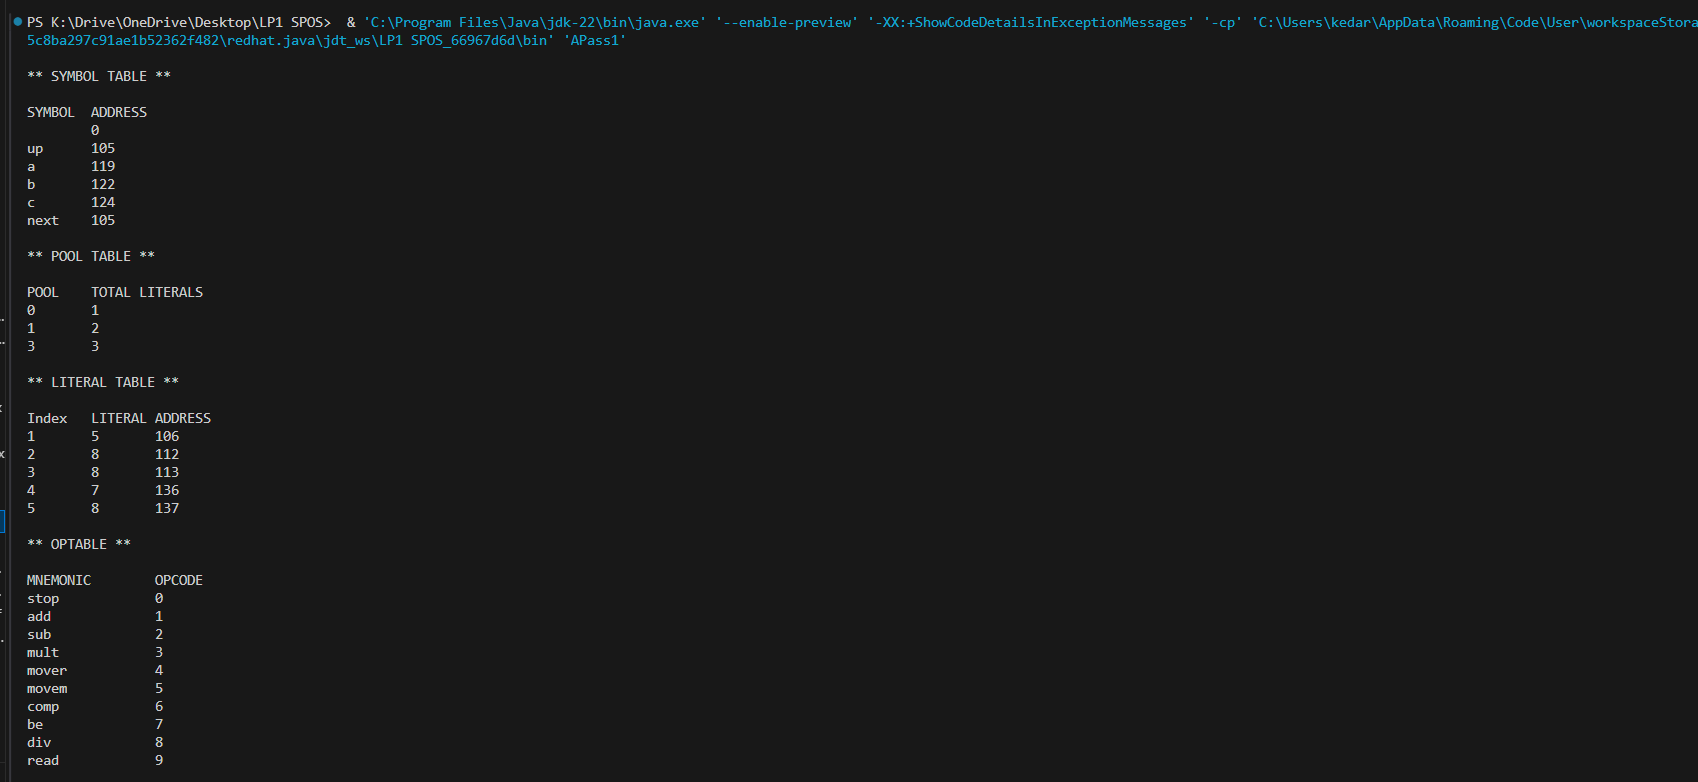 PS K:\Drive\OneDrive\Desktop\LP1 SPOS>  & 'C:\Program Files\Java\jdk-22\bin\java.exe' '--enable-preview' '-XX:+ShowCodeDetailsInExceptionMessages' '-cp' 'C:\Users\kedar\AppData\Roaming\Code\User\workspaceStora
5c8ba297c91ae1b52362f482\redhat.java\jdt_ws\LP1 SPOS_66967d6d\bin' 'APass1'
** SYMBOL TABLE **
SYMBOL  ADDRESS
        0
up      105
a       119
b       122
c       124
next    105
** POOL TABLE **
POOL    TOTAL LITERALS
0       1
1       2
3       3
** LITERAL TABLE **
Index   LITERAL ADDRESS
1       5       106
2       8       112
3       8       113
4       7       136
5       8       137
** OPTABLE **
MNEMONIC        OPCODE
stop            0
add             1
sub             2
mult            3
mover           4
movem           5
comp            6
be              7
div             8
read            9